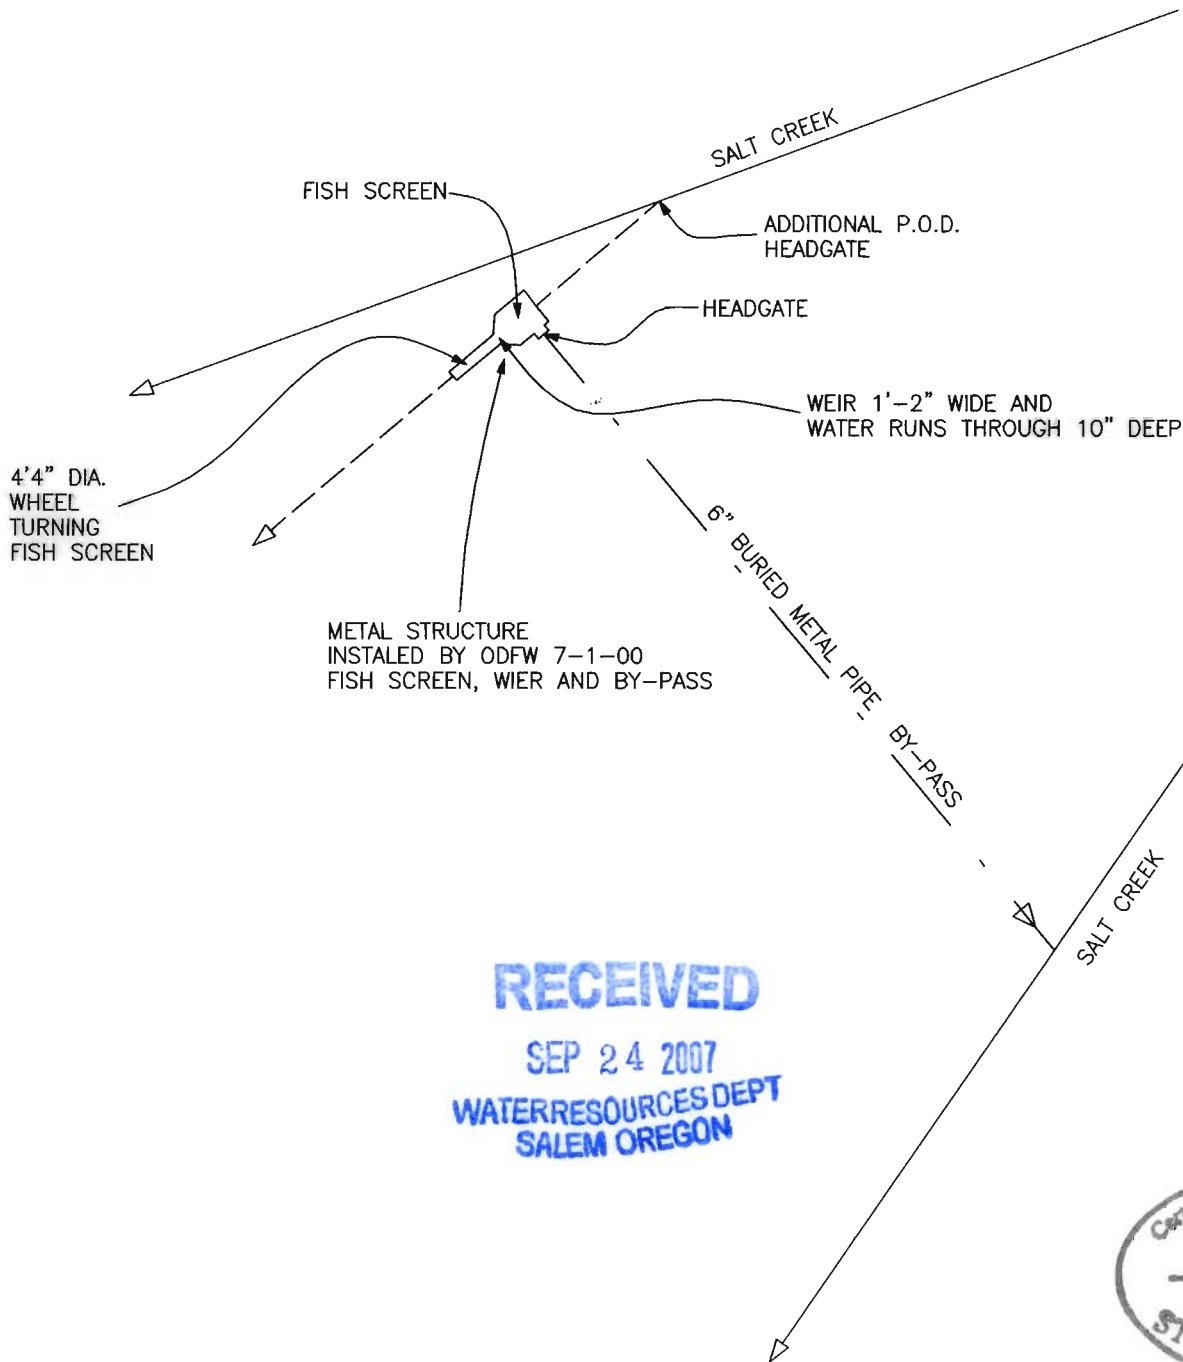 SALT CREEK
FISH SCREEN
ADDITIONAL P.O.D.
HEADGATE
HEADGATE
WEIR 1'-2" WIDE AND
WATER RUNS THROUGH 10" DEEP
4'4" DIA.
WHEEL
TURNING
FISH SCREEN
6" BURIED METAL PIPE BY-PASS
METAL STRUCTURE
INSTALED BY ODFW 7-1-00
FISH SCREEN, WIER AND BY-PASS
SALT CREEK
RECEIVED
SEP 24 2007
WATER RESOURCES DEPT
SALEM OREGON